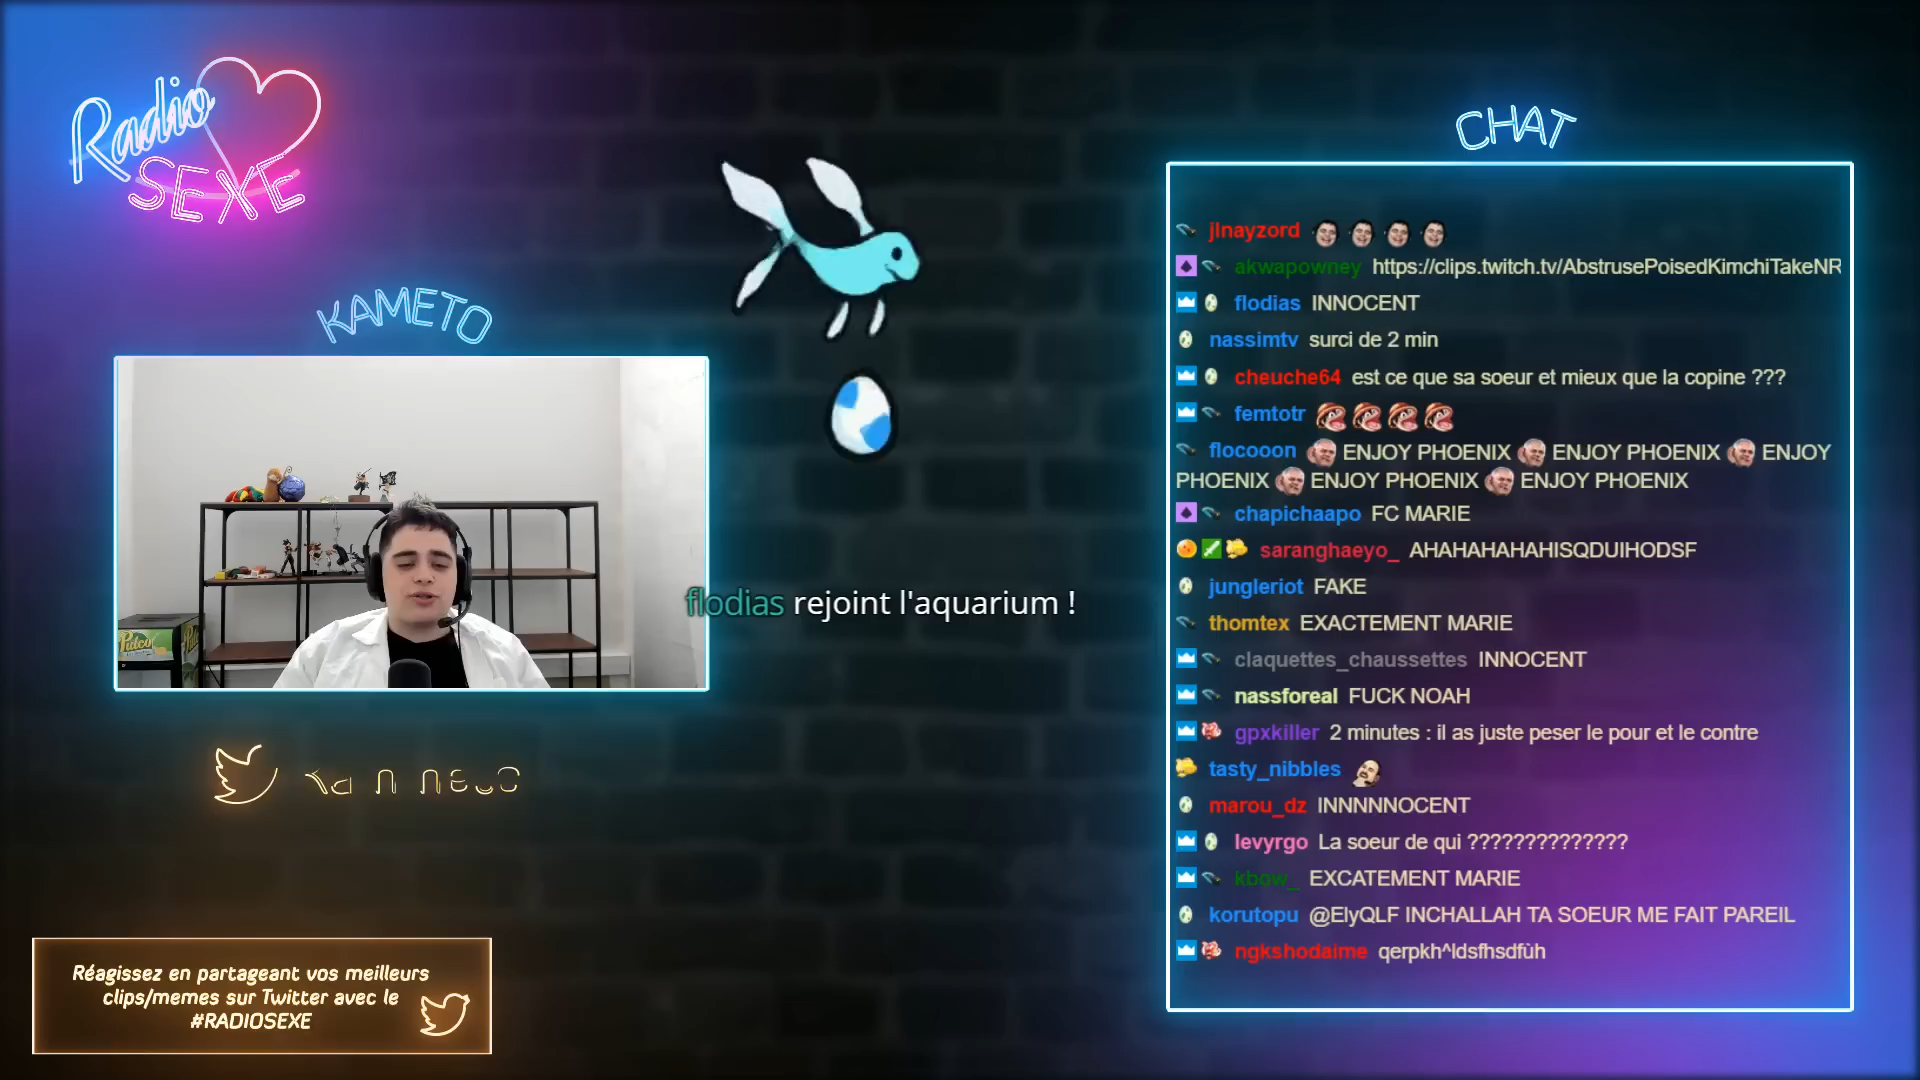 Radio
SEXE
KAMETO
Pulco
flodias rejoint l'aquarium !
Réagissez en partageant vos meilleurs
clips/memes sur Twitter avec le
#RADIOSEXE
CHAT
jlnayzord
akwapowney https://clips.twitch.tv/AbstrusePoisedKimchiTakeNR
flodias INNOCENT
nassimtv surci de 2 min
cheuche64 est ce que sa soeur et mieux que la copine ???
femtotr
flocooon ENJOY PHOENIX ENJOY PHOENIX ENJOY
PHOENIX ENJOY PHOENIX ENJOY PHOENIX
chapichaapo FC MARIE
saranghaeyo_ AHAHAHAHAHISQDUIHODSF
jungleriot FAKE
thomtex EXACTEMENT MARIE
claquettes_chaussettes INNOCENT
nassforeal FUCK NOAH
gpxkiller 2 minutes : il as juste peser le pour et le contre
tasty_nibbles
marou_dz INNNNNOCENT
levyrgo La soeur de qui ??????????????
kbow_ EXCATEMENT MARIE
korutopu @ElyQLF INCHALLAH TA SOEUR ME FAIT PAREIL
ngkshodaime qerpkh^ldsfhsdfùh